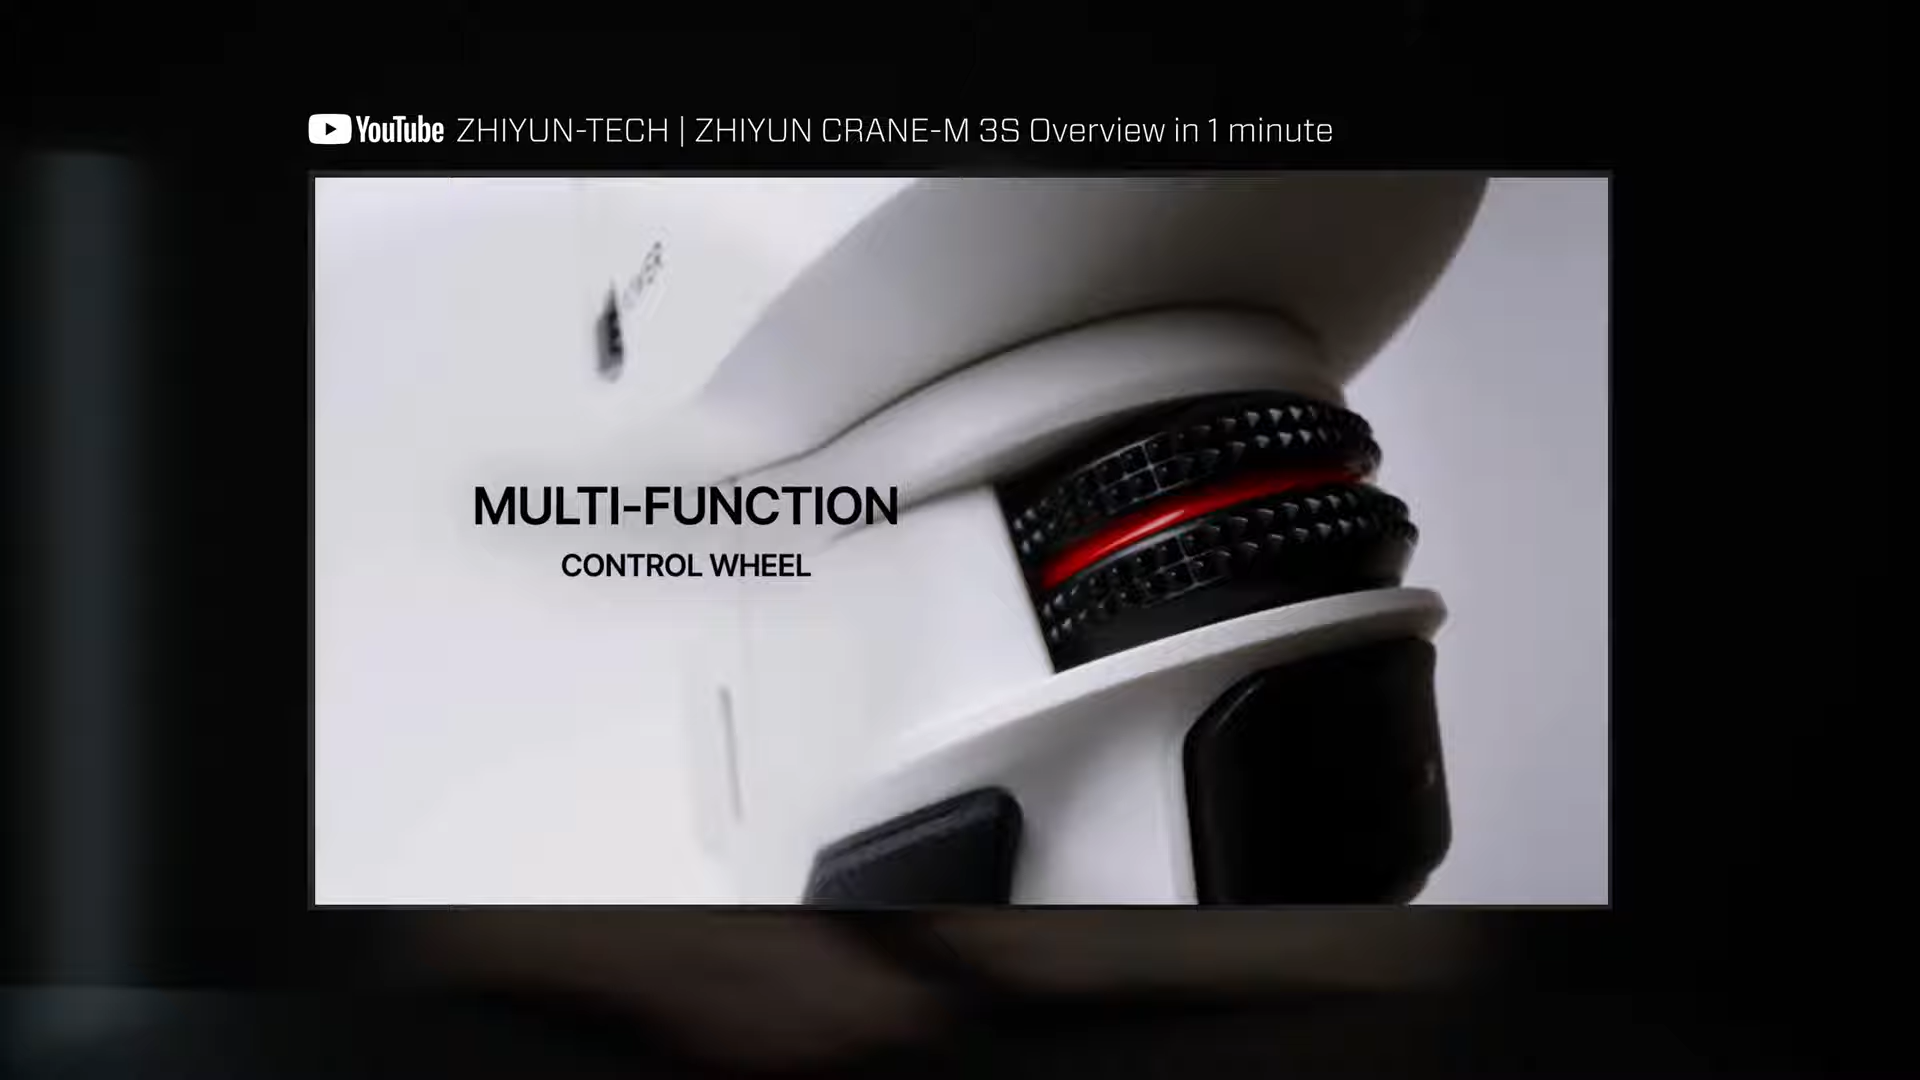 YouTube ZHIYUN-TECH | ZHIYUN CRANE-M 3S Overview in 1 minute
MULTI-FUNCTION
CONTROL WHEEL